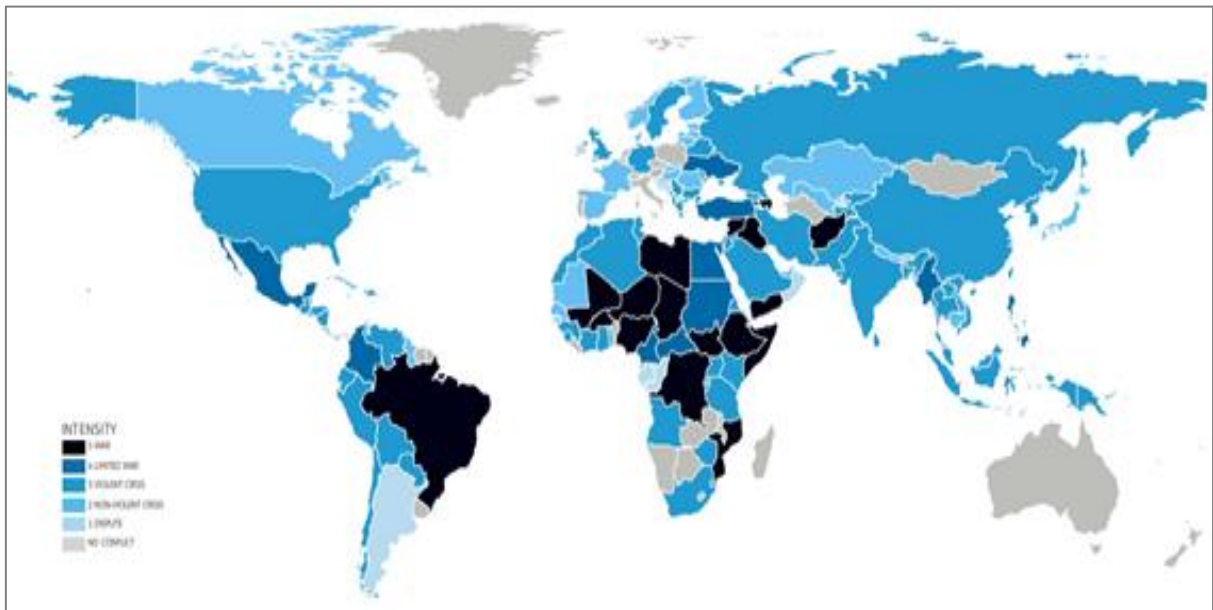 INTENSITY
5 WAR
4 LIMITED WAR
3 VIOLENT CRISIS
2 NON-VIOLENT CRISIS
1 DISPUTE
NO CONFLICT